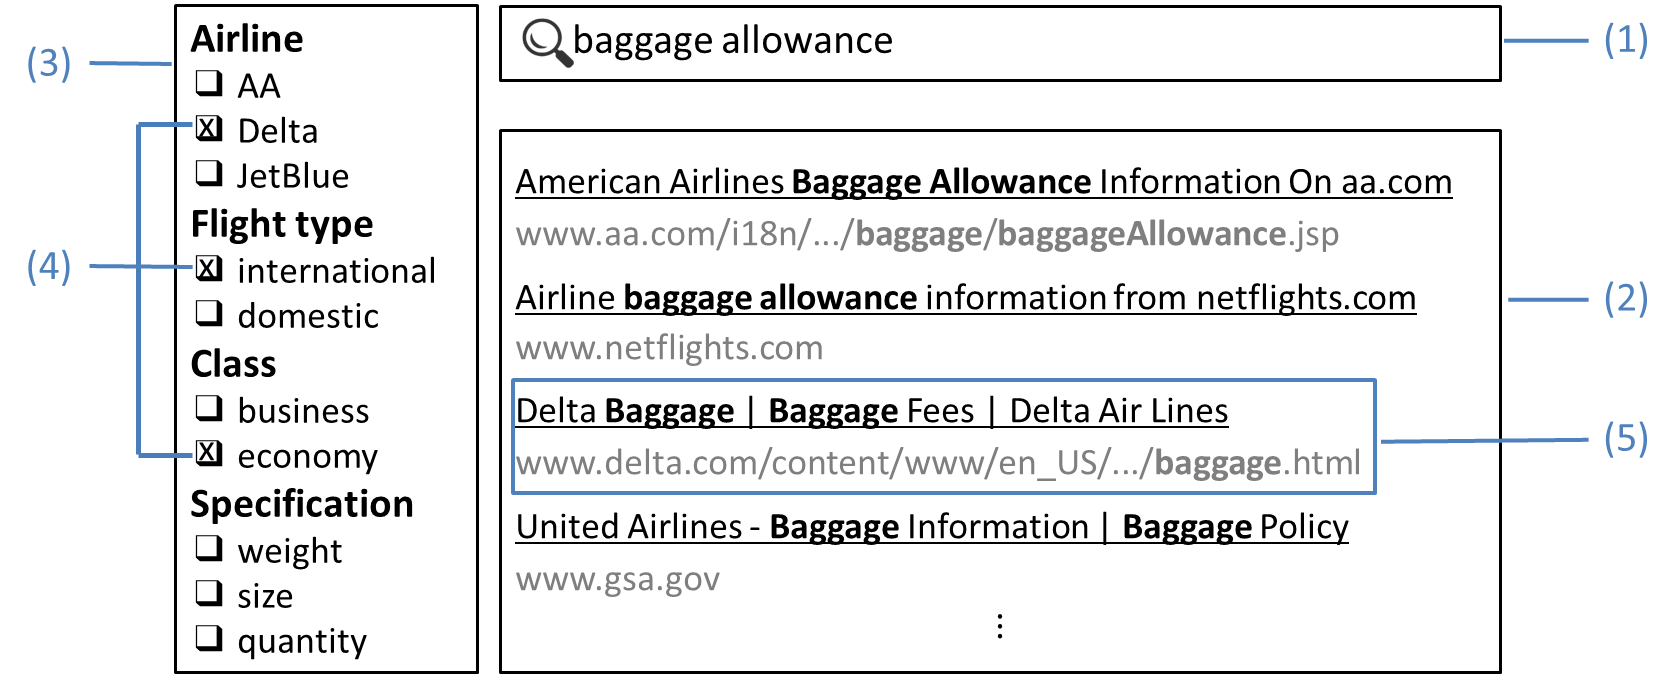 (3)
(4)
Airline
AA
Delta
JetBlue
Flight type
international
domestic
Class
business
economy
Specification
weight
size
quantity
baggage allowance
(1)
American Airlines Baggage Allowance Information On aa.com
www.aa.com/i18n/.../baggage/baggageAllowance.jsp
Airline baggage allowance information from netflights.com
www.netflights.com
(2)
Delta Baggage | Baggage Fees | Delta Air Lines
www.delta.com/content/www/en_US/.../baggage.html
(5)
United Airlines - Baggage Information | Baggage Policy
www.gsa.gov
⋮